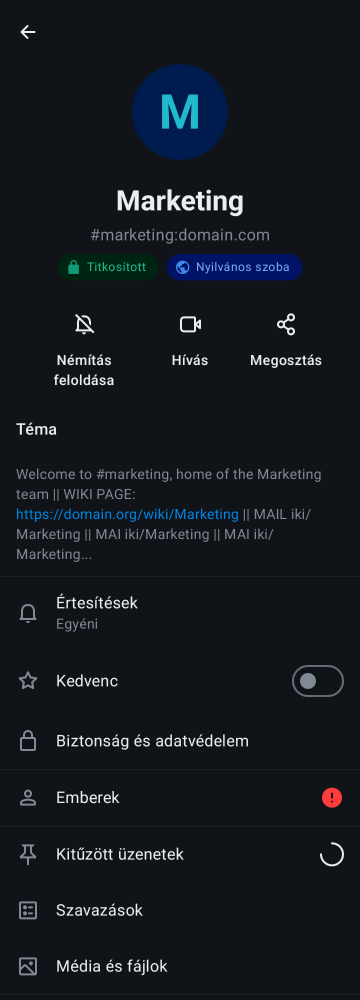 M
Marketing
#marketing:domain.com
Titkosított
Nyilvános szoba
Némítás
feloldása
Hívás
Megosztás
Téma
Welcome to #marketing, home of the Marketing
team || WIKI PAGE:
https://domain.org/wiki/Marketing || MAIL iki/
Marketing || MAI iki/Marketing || MAI iki/
Marketing...
Értesítések
Egyéni
Kedvenc
Biztonság és adatvédelem
Emberek
Kitűzött üzenetek
Szavazások
Média és fájlok